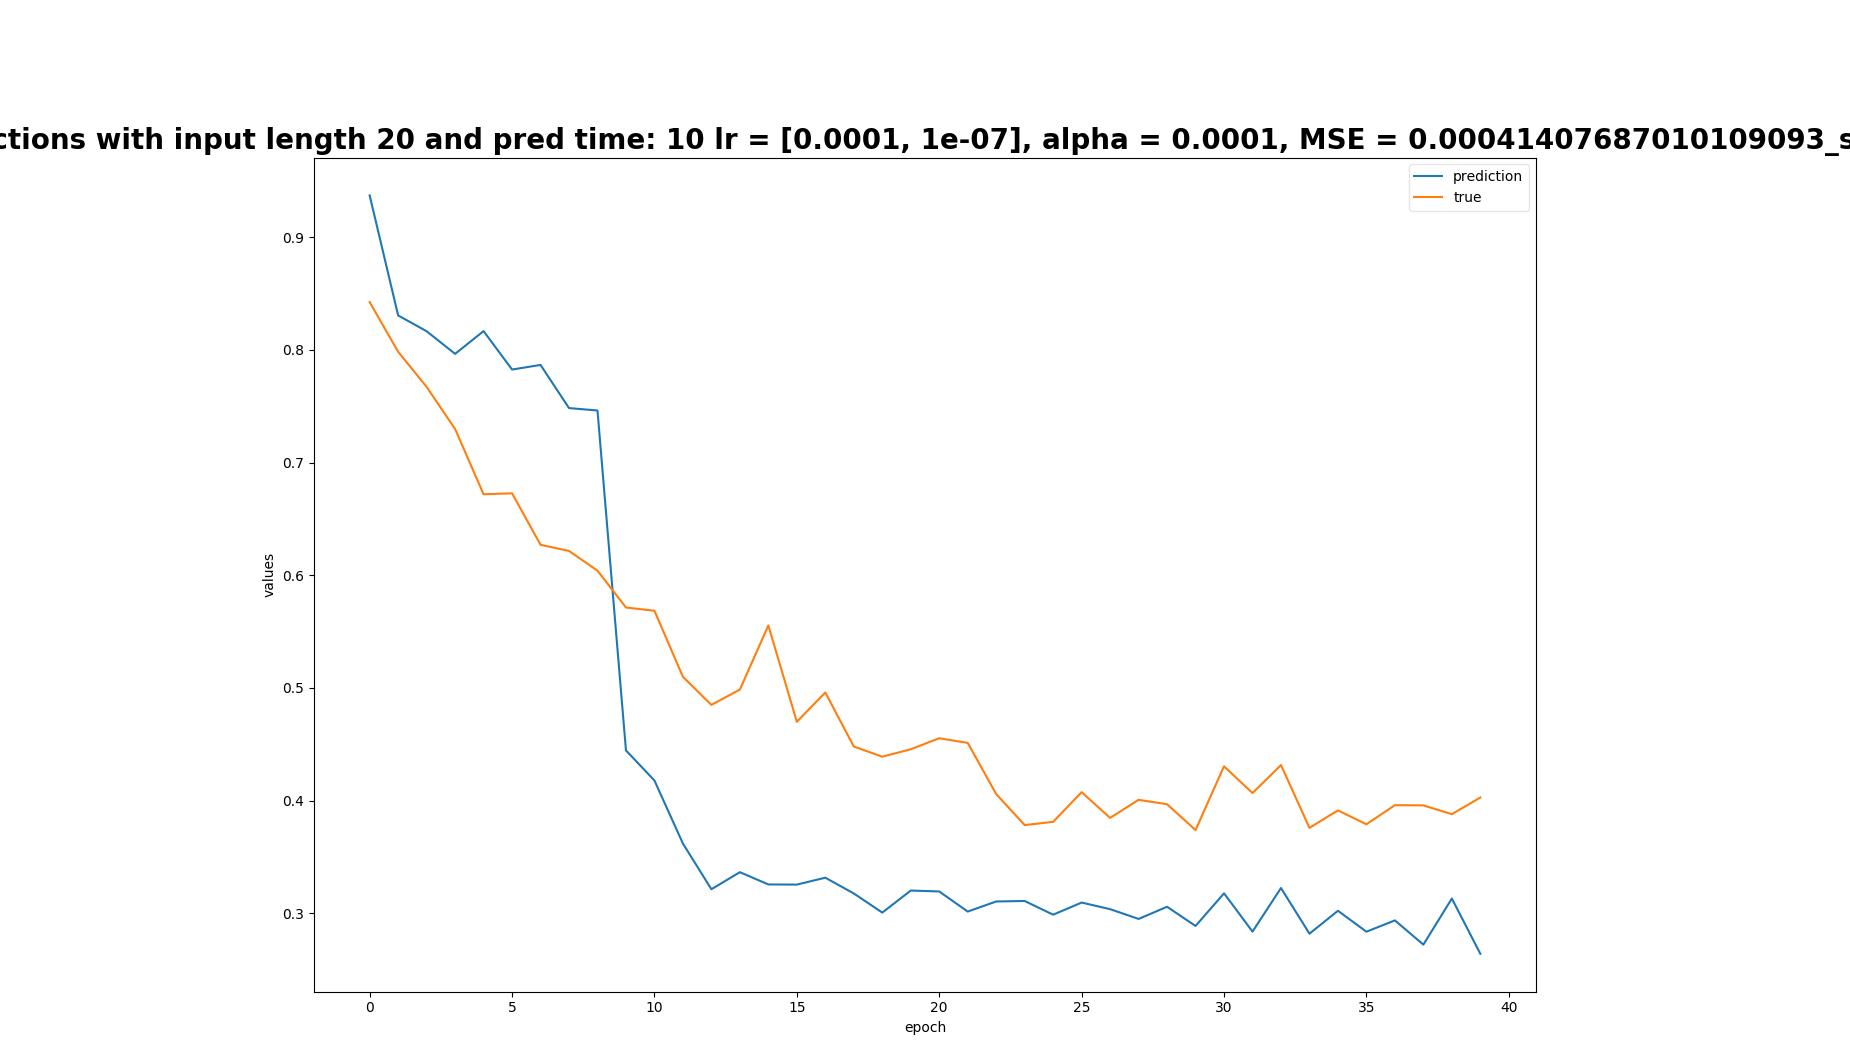 ctions with input length 20 and pred time: 10 lr = [0.0001, 1e-07], alpha = 0.0001, MSE = 0.00041407687010109093_s
prediction
true
0.9
0.8
0.7
0.6
0.5
0.4
0.3
values
0 5 10 15 20 25 30 35 40
epoch